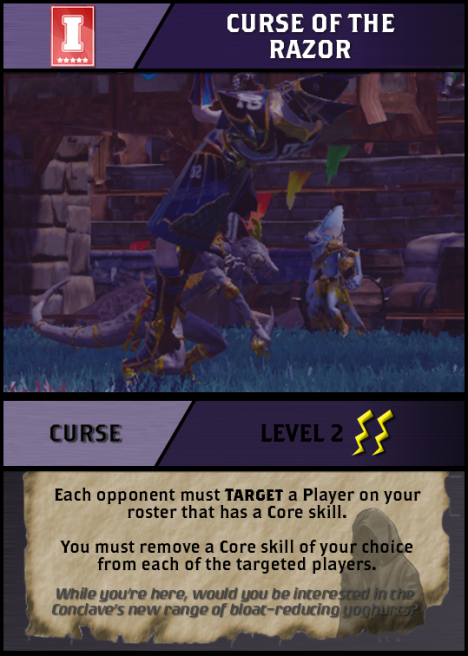 I
CURSE OF THE
RAZOR
CURSE
LEVEL 2
Each opponent must TARGET a Player on your
roster that has a Core skill.
You must remove a Core skill of your choice
from each of the targeted players.
While you're here, would you be interested in the
Conclave's new range of bloat-reducing yoghurts?